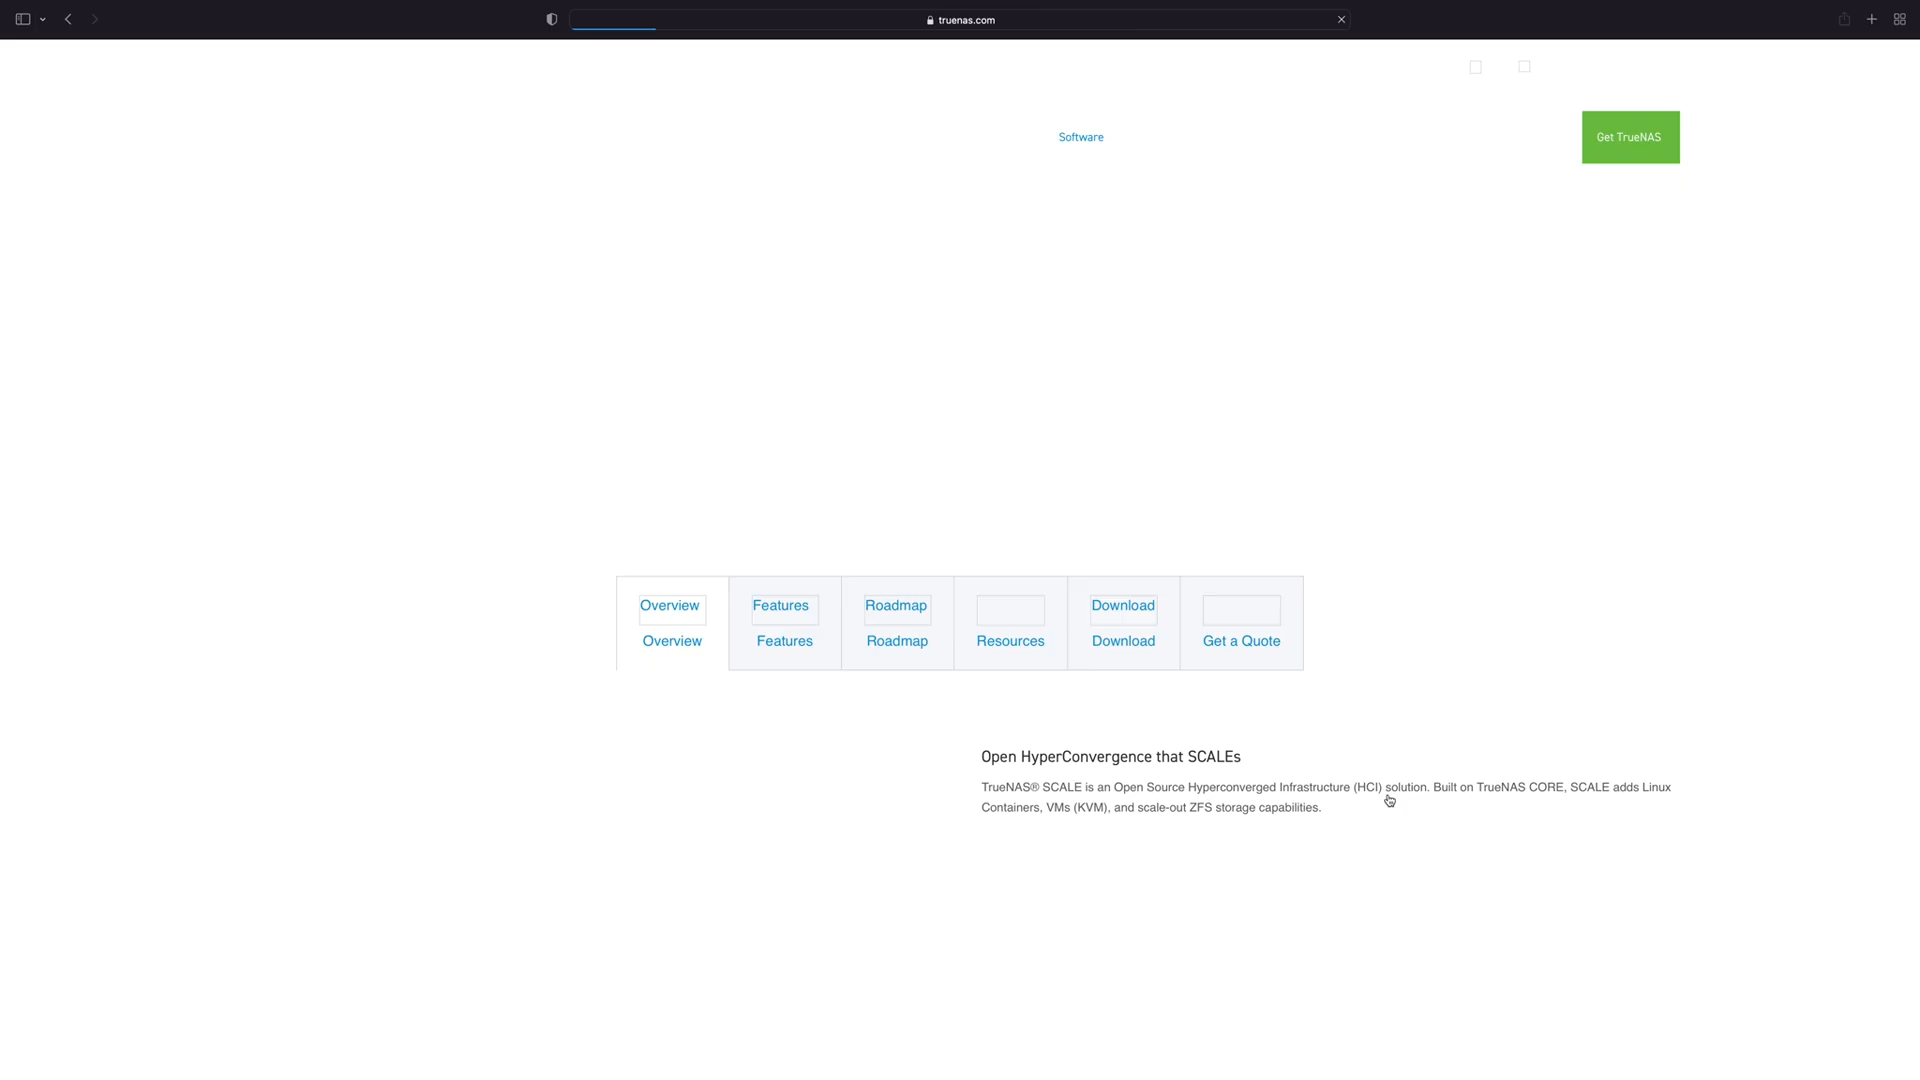 truenas.com
Software
Get TrueNAS
Overview
Features
Roadmap
Download
Overview
Features
Roadmap
Resources
Download
Get a Quote
Open HyperConvergence that SCALEs
TrueNAS® SCALE is an Open Source Hyperconverged Infrastructure (HCI) solution. Built on TrueNAS CORE, SCALE adds Linux
Containers, VMs (KVM), and scale-out ZFS storage capabilities.